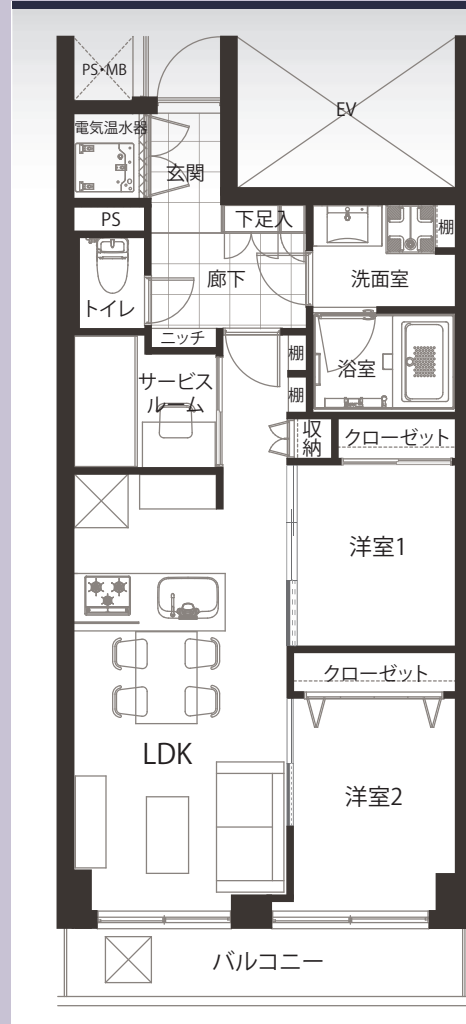 PS・MB
EV
電気温水器
玄関
PS
下足入
棚
トイレ
廊下
洗面室
ニッチ
棚
浴室
サービス
ルーム
棚
収
納
クローゼット
洋室1
クローゼット
LDK
洋室2
バルコニー